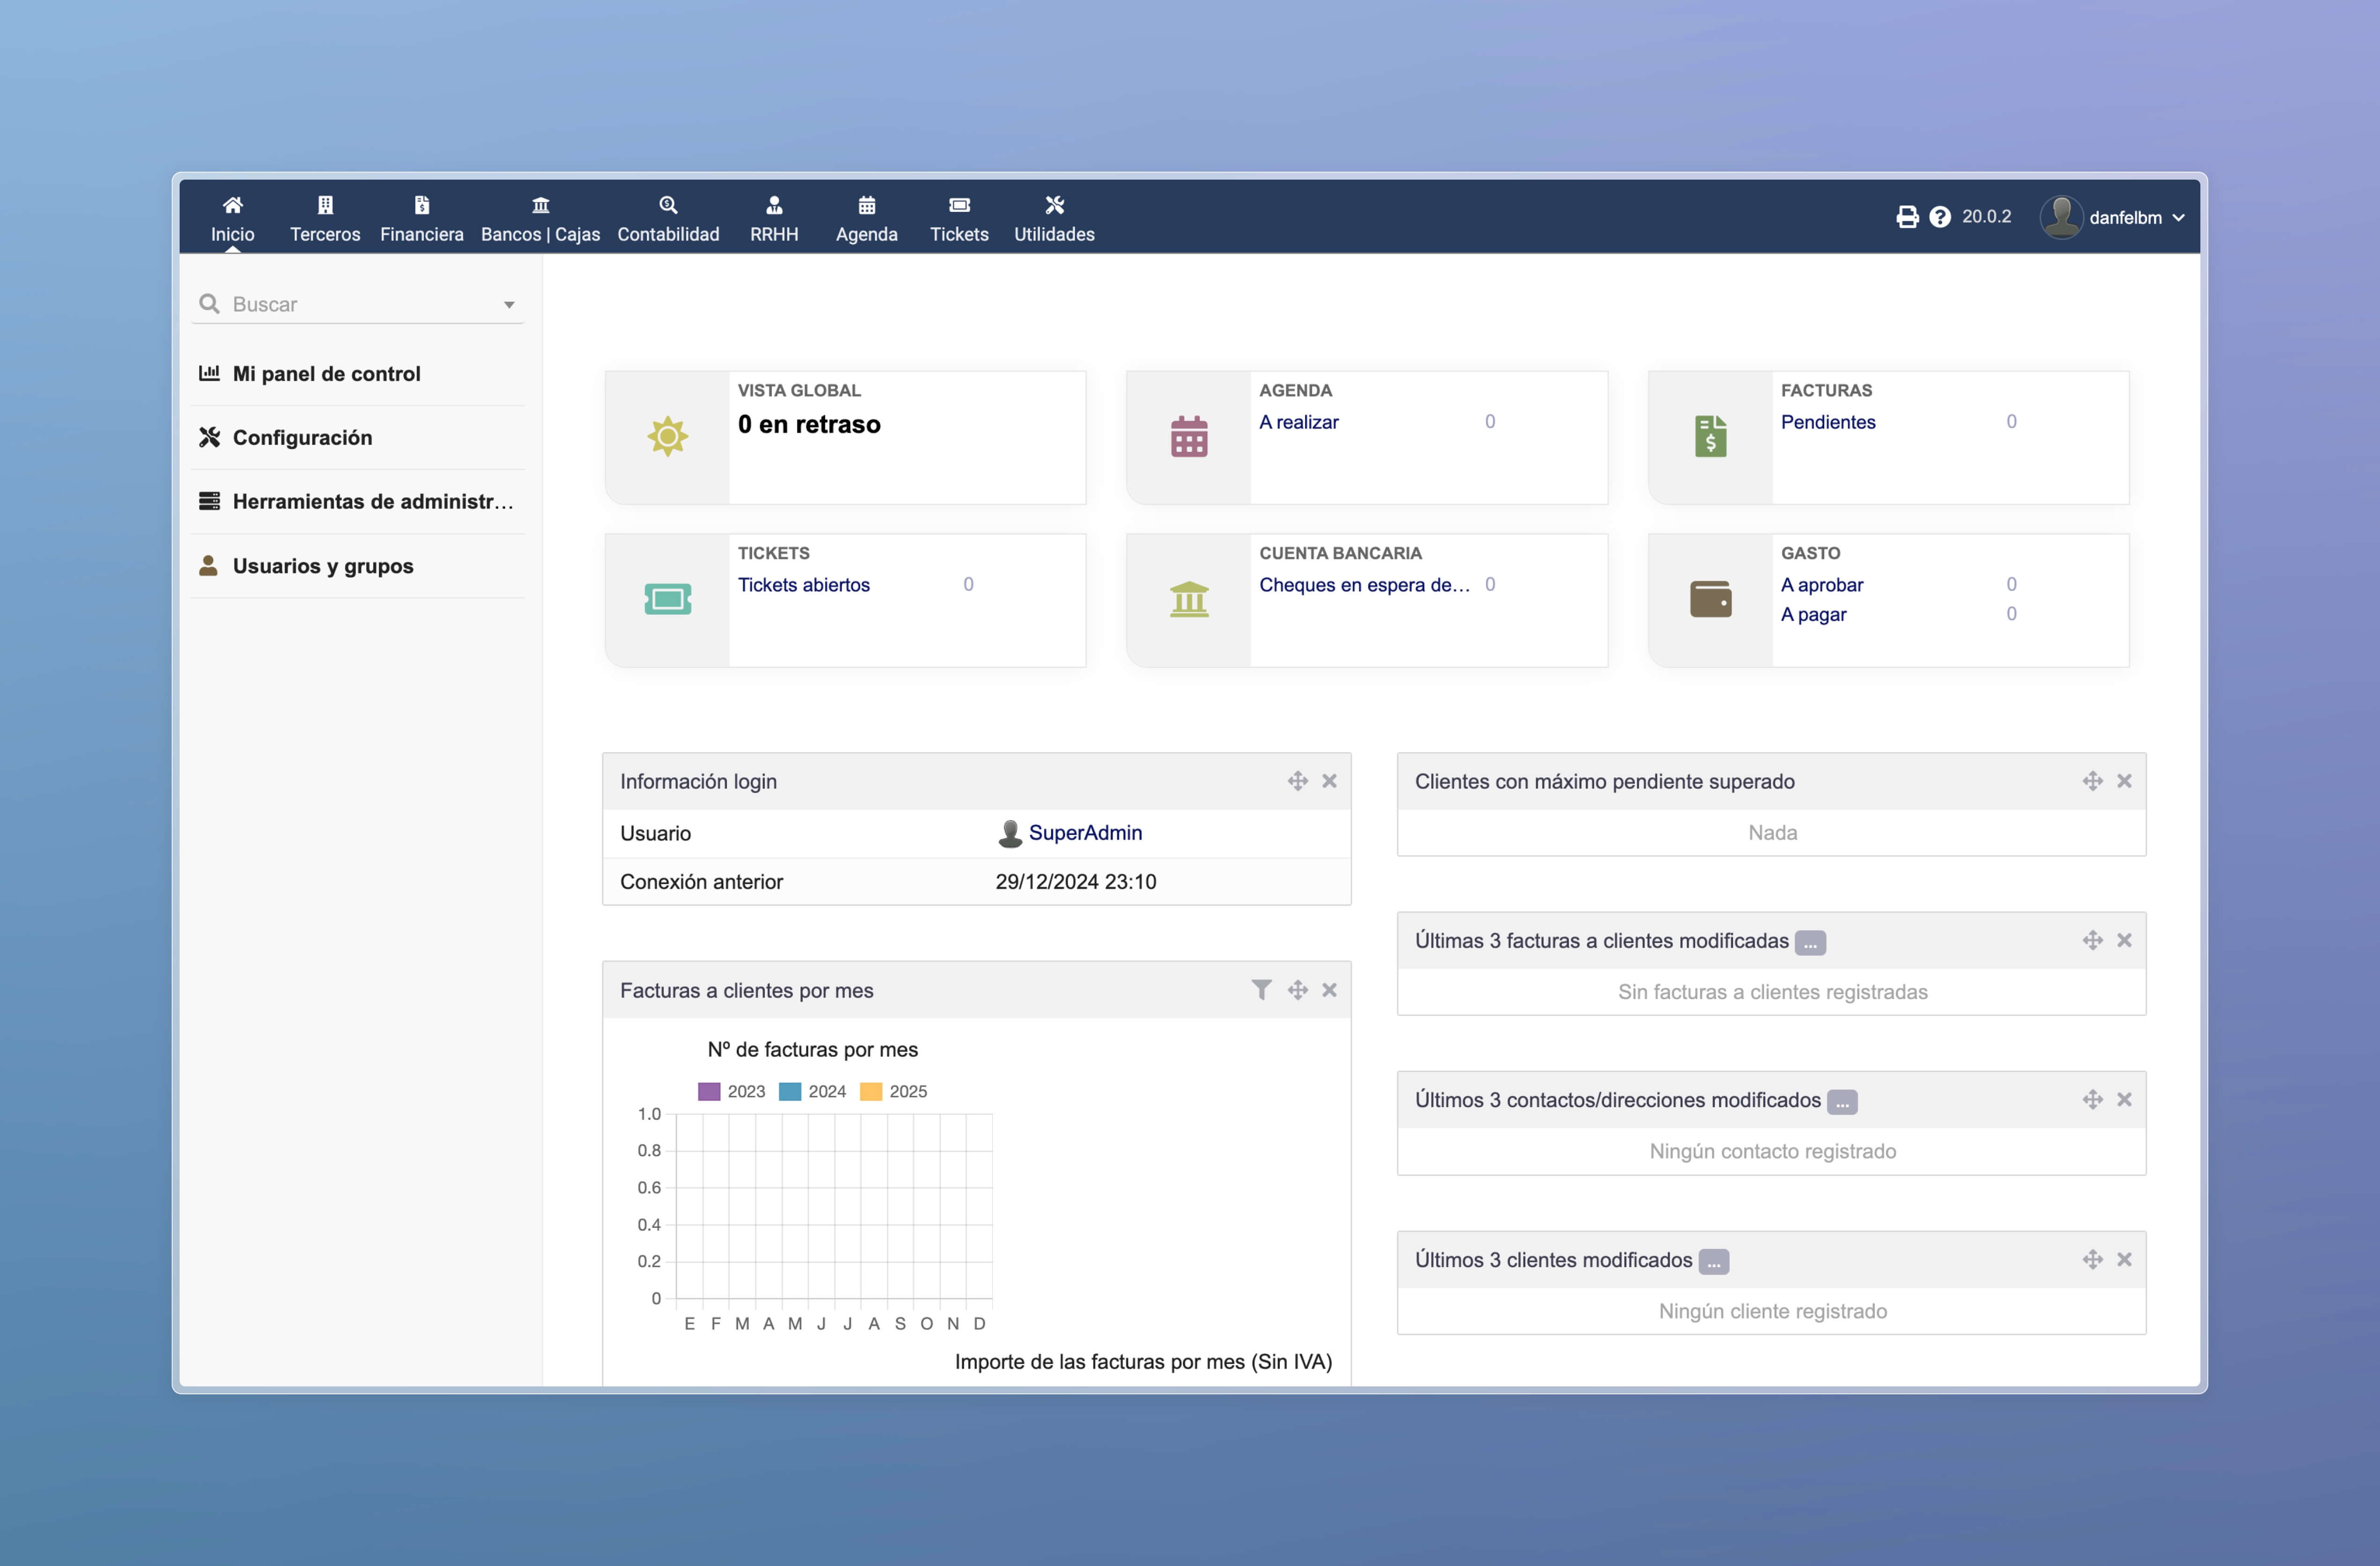 Inicio
Terceros
Financiera
Bancos | Cajas
Contabilidad
RRHH
Agenda
Tickets
Utilidades
20.0.2
danfelbm
Buscar
Mi panel de control
Configuración
Herramientas de administr...
Usuarios y grupos
VISTA GLOBAL
0 en retraso
AGENDA
A realizar 0
FACTURAS
Pendientes 0
TICKETS
Tickets abiertos 0
CUENTA BANCARIA
Cheques en espera de... 0
GASTO
A aprobar 0
A pagar 0
Información login
Usuario SuperAdmin
Conexión anterior 29/12/2024 23:10
Facturas a clientes por mes
Nº de facturas por mes
2023 2024 2025
1.0
0.8
0.6
0.4
0.2
0
E F M A M J J A S O N D
Importe de las facturas por mes (Sin IVA)
Clientes con máximo pendiente superado
Nada
Últimas 3 facturas a clientes modificadas ...
Sin facturas a clientes registradas
Últimos 3 contactos/direcciones modificados ...
Ningún contacto registrado
Últimos 3 clientes modificados ...
Ningún cliente registrado